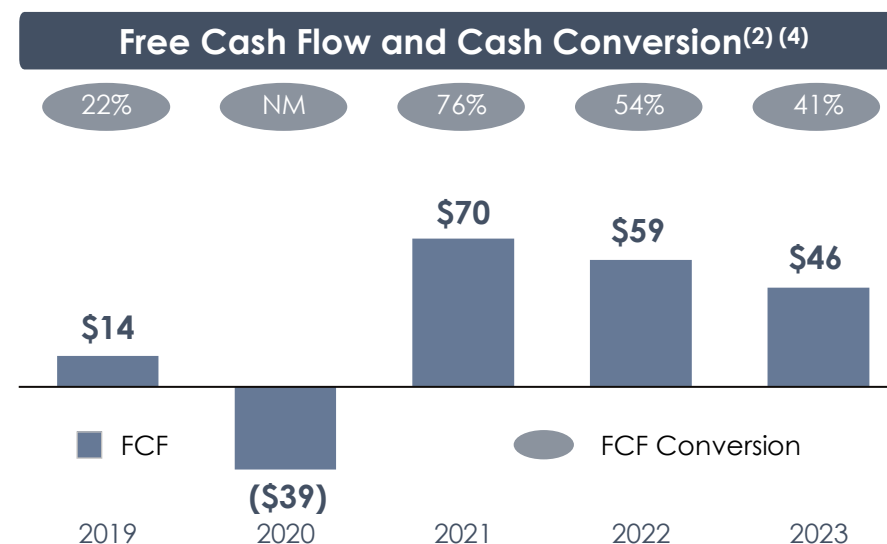 Free Cash Flow and Cash Conversion(2) (4)
22% NM 76% 54% 41%
$70
$59
$46
$14
FCF
FCF Conversion
($39)
2019 2020 2021 2022 2023